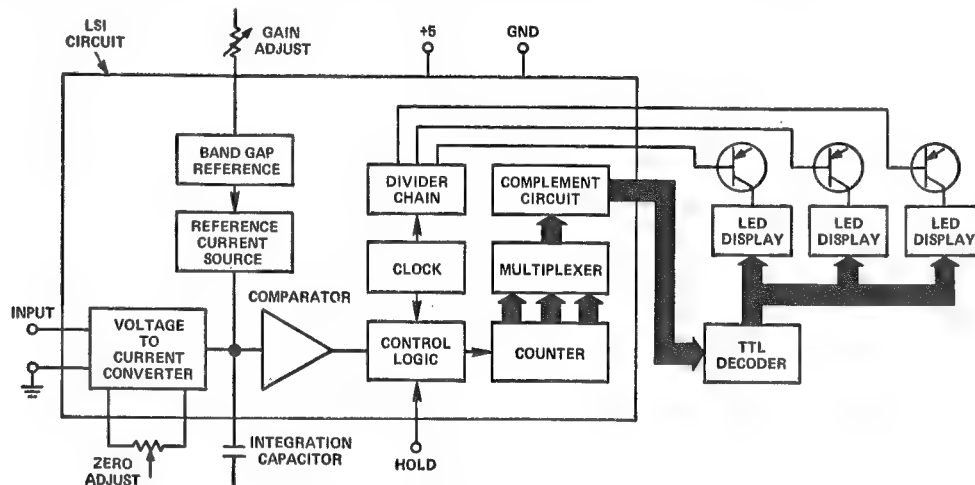 LSI
CIRCUIT
GAIN
ADJUST
+5
GND
BAND GAP
REFERENCE
REFERENCE
CURRENT
SOURCE
DIVIDER
CHAIN
COMPLEMENT
CIRCUIT
LED
DISPLAY
LED
DISPLAY
LED
DISPLAY
CLOCK
MULTIPLEXER
INPUT
VOLTAGE
TO
CURRENT
CONVERTER
COMPARATOR
CONTROL
LOGIC
COUNTER
TTL
DECODER
ZERO
ADJUST
INTEGRATION
CAPACITOR
HOLD